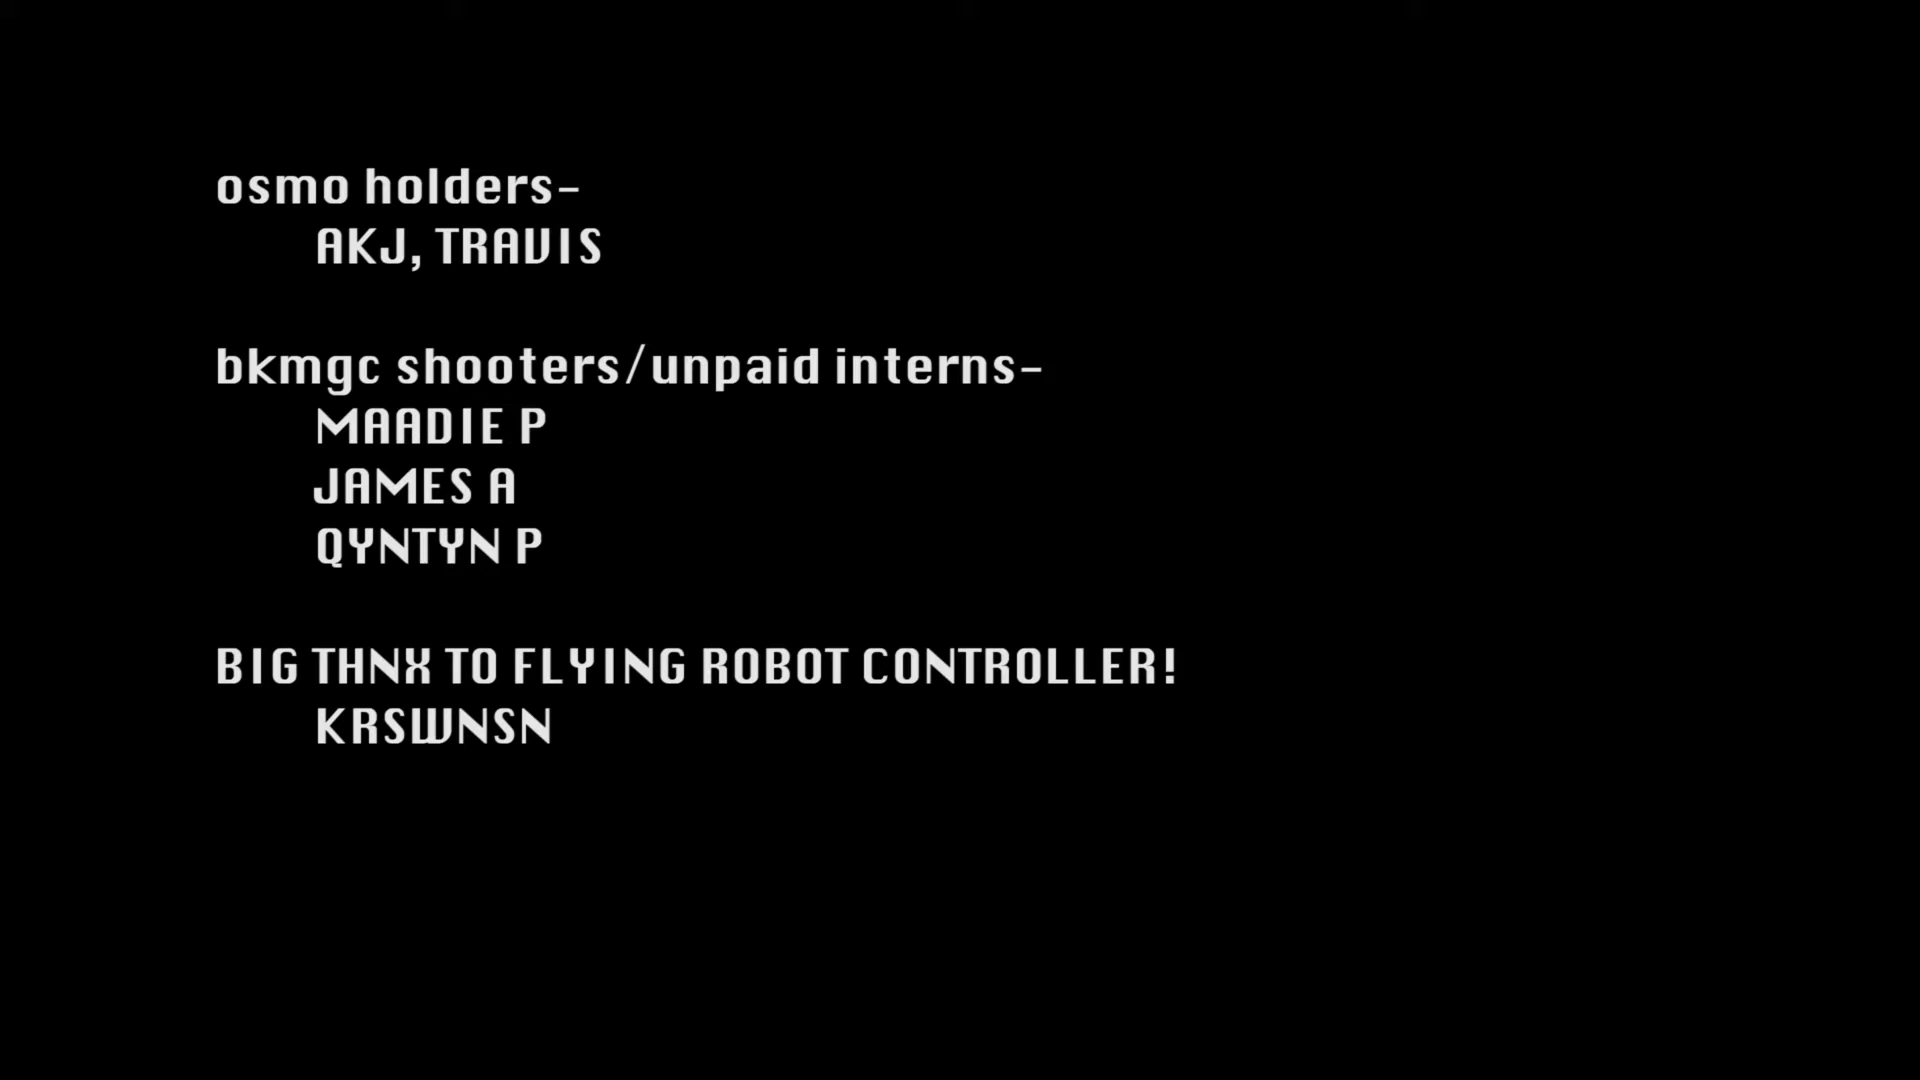 osmo holders-
AKJ, TRAVIS
bkmgc shooters/unpaid interns-
MAADIE P
JAMES A
QYNTYN P
BIG THNX TO FLYING ROBOT CONTROLLER!
KRSWNSN